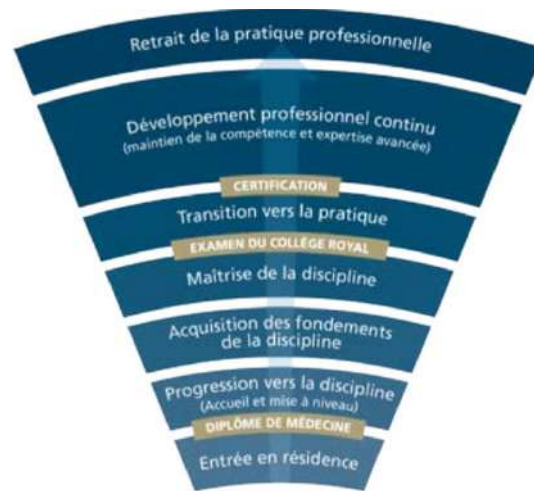 Retrait de la pratique professionnelle
Développement professionnel continu
(maintien de la compétence et expertise avancée)
CERTIFICATION
Transition vers la pratique
EXAMEN DU COLLÈGE ROYAL
Maîtrise de la discipline
Acquisition des fondements
de la discipline
Progression vers la discipline
(Accueil et mise à niveau)
DIPLÔME DE MÉDECINE
Entrée en résidence